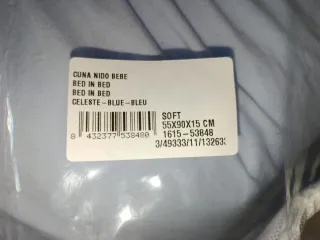 CUNA NIDO BEBE
BED IN BED
BED IN BED
CELESTE-BLUE-BLEU
SOFT
55X90X15 CM
1615-53848
8 432377 538480
3/49333/11/13263